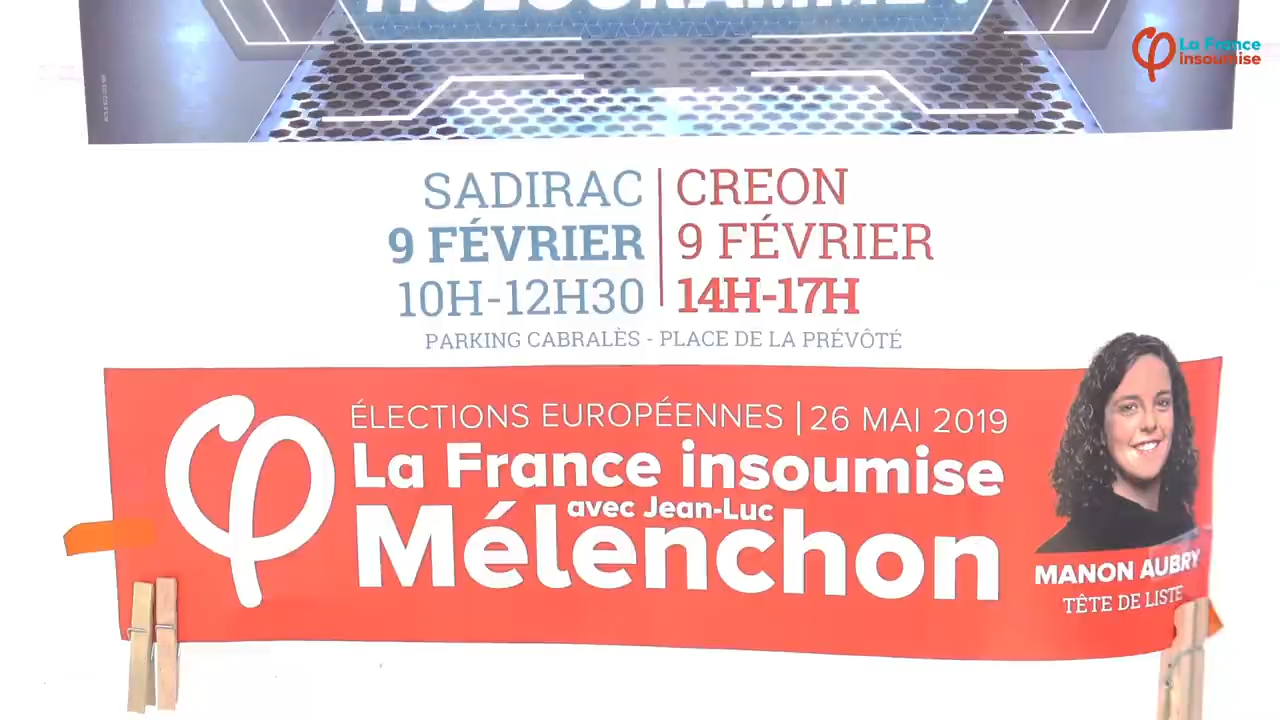 HOLOGRAMME !
La France
insoumise
SADIRAC
9 FÉVRIER
10H-12H30
CREON
9 FÉVRIER
14H-17H
PARKING CABRALÈS - PLACE DE LA PRÉVÔTÉ
ÉLECTIONS EUROPÉENNES | 26 MAI 2019
La France insoumise
avec Jean-Luc
Mélenchon
MANON AUBRY
TÊTE DE LISTE